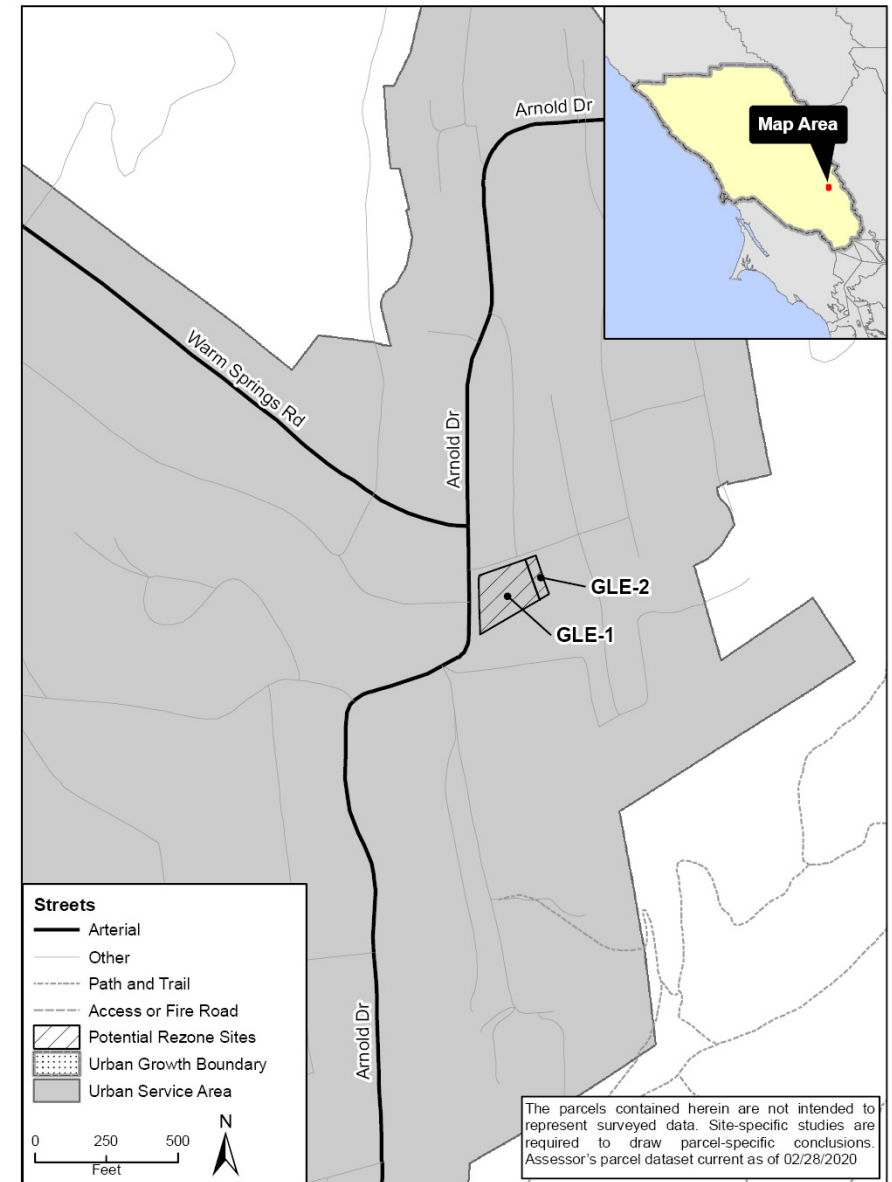 Arnold Dr
Map Area
Warm Springs Rd
Arnold Dr
GLE-2
GLE-1
Arnold Dr
Streets
Arterial
Other
Path and Trail
Access or Fire Road
Potential Rezone Sites
Urban Growth Boundary
Urban Service Area
N
0 250 500
Feet
The parcels contained herein are not intended to
represent surveyed data. Site-specific studies are
required to draw parcel-specific conclusions.
Assessor's parcel dataset current as of 02/28/2020